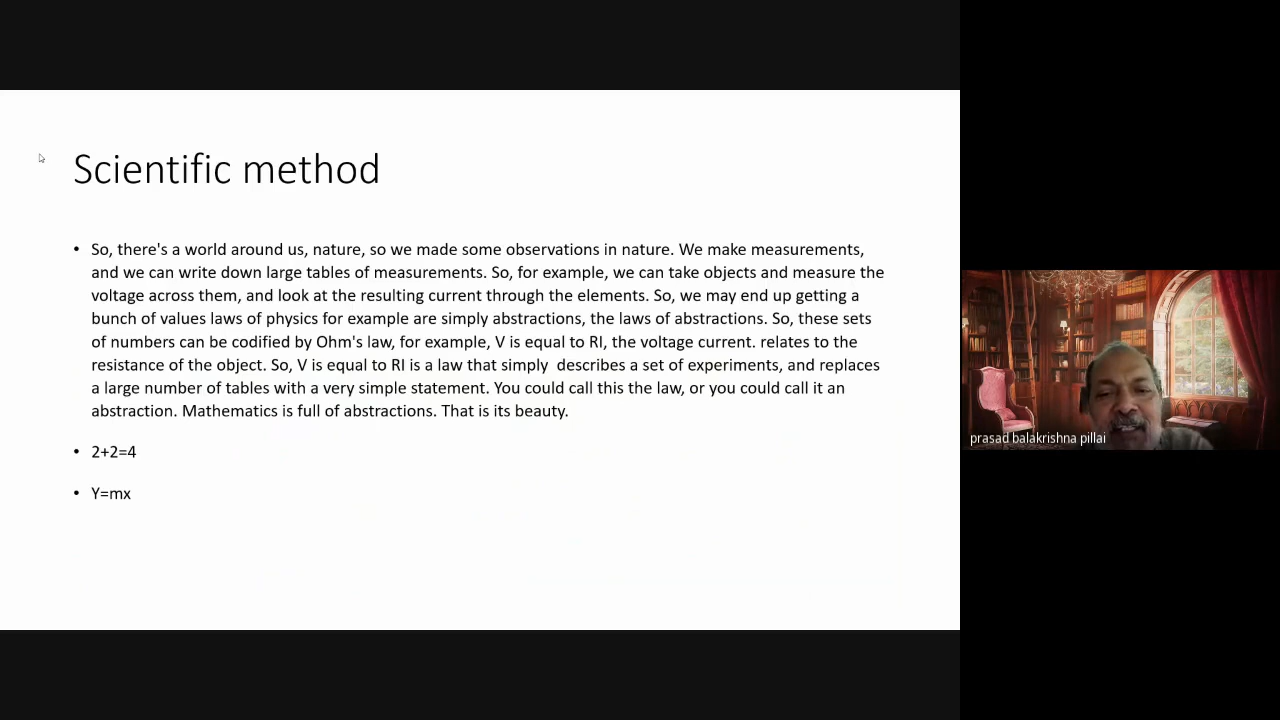 Scientific method
• So, there's a world around us, nature, so we made some observations in nature. We make measurements,
and we can write down large tables of measurements. So, for example, we can take objects and measure the
voltage across them, and look at the resulting current through the elements. So, we may end up getting a
bunch of values laws of physics for example are simply abstractions, the laws of abstractions. So, these sets
of numbers can be codified by Ohm's law, for example, V is equal to RI, the voltage current. relates to the
resistance of the object. So, V is equal to RI is a law that simply  describes a set of experiments, and replaces
a large number of tables with a very simple statement. You could call this the law, or you could call it an
abstraction. Mathematics is full of abstractions. That is its beauty.
• 2+2=4
• Y=mx
prasad balakrishna pillai